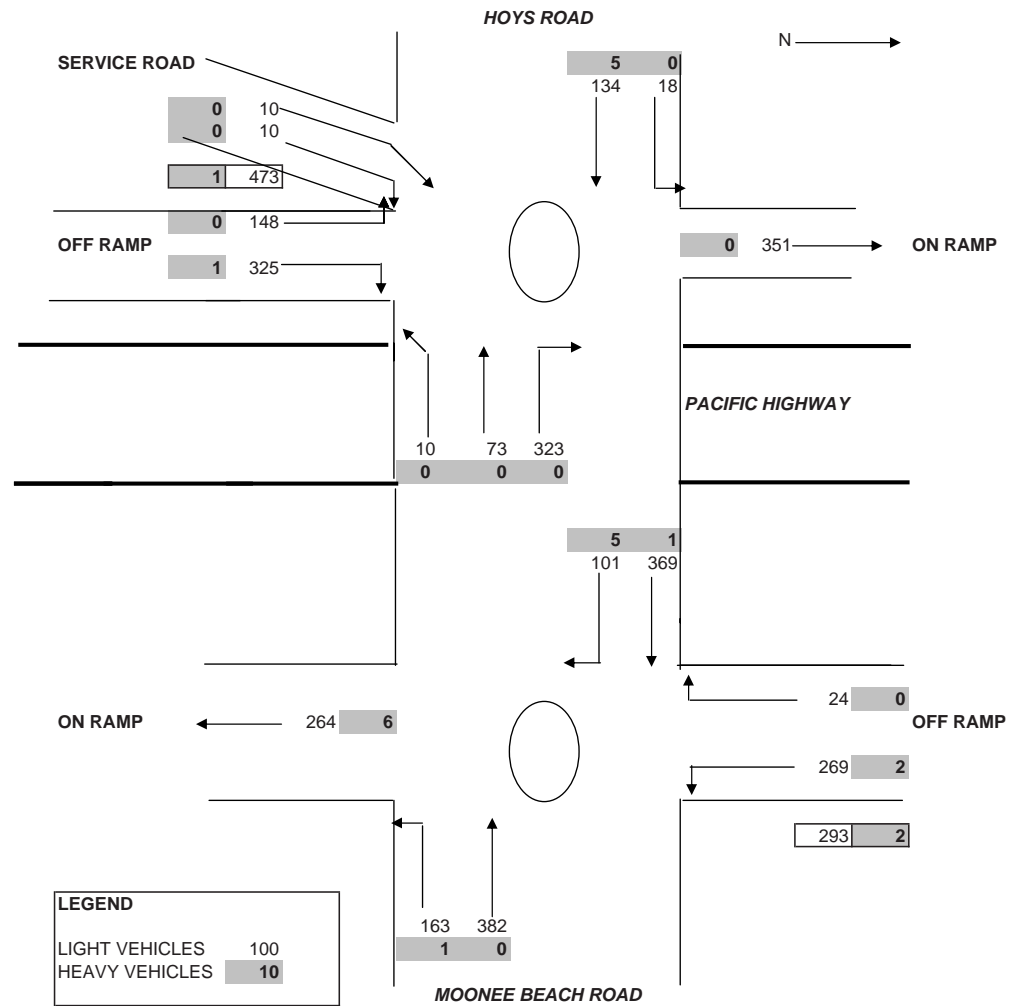 HOYS ROAD
N
SERVICE ROAD
5 0
134 18
0 10
0 10
1 473
0 148
OFF RAMP
0 351
ON RAMP
1 325
PACIFIC HIGHWAY
10 73 323
0 0 0
5 1
101 369
24 0
ON RAMP
264 6
OFF RAMP
269 2
293 2
LEGEND
163 382
LIGHT VEHICLES 100
1 0
HEAVY VEHICLES 10
MOONEE BEACH ROAD